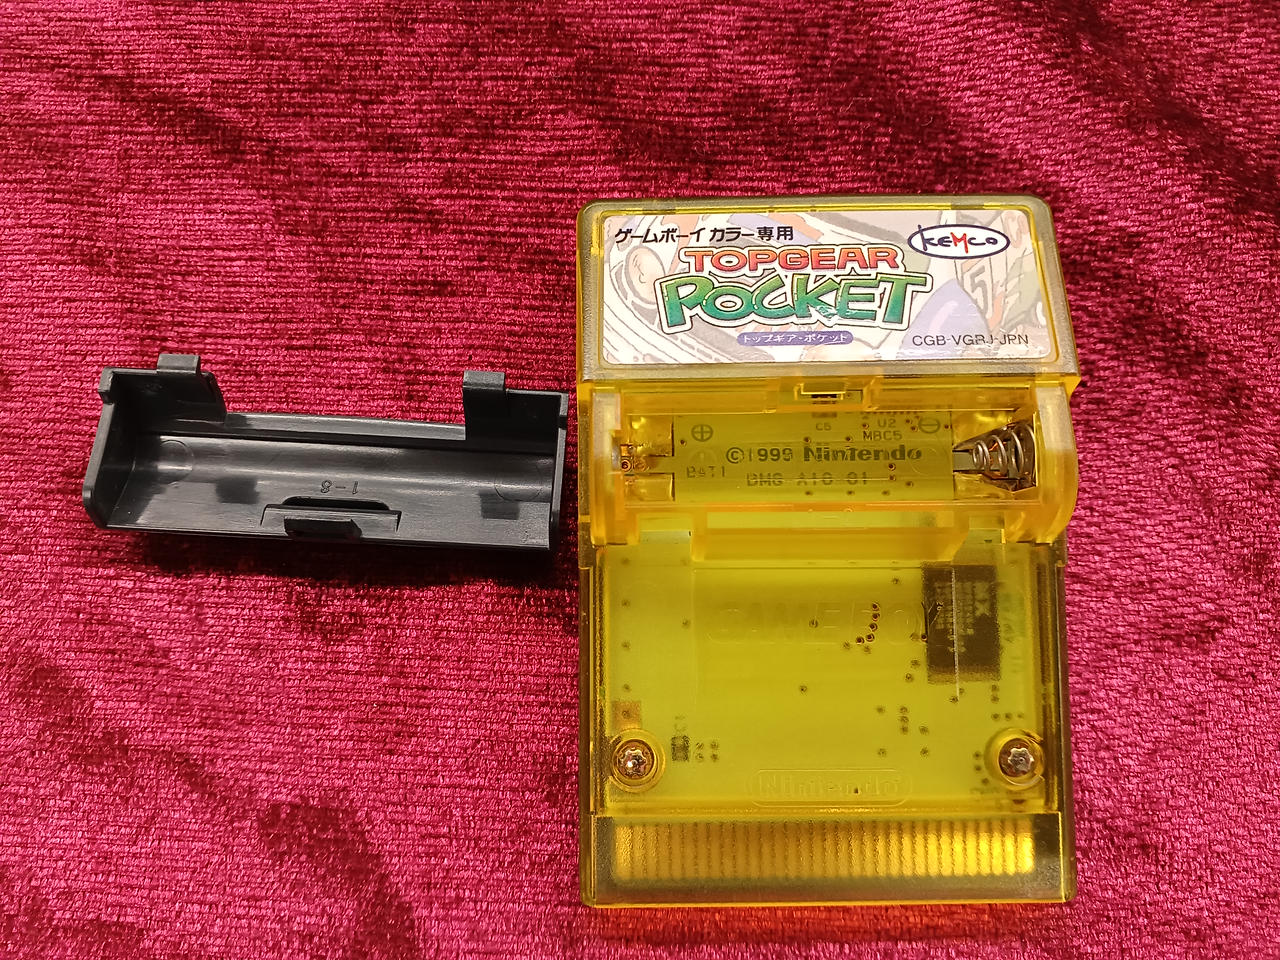 ゲームボーイ カラー専用
KEMCO
TOPGEAR
POCKET
トップギア・ポケット
CGB-VGRJ-JPN
C6 U2
MBC5
©1999 Nintendo
BAT1 DMG A10 01
GAME BOY
Nintendo
1-8